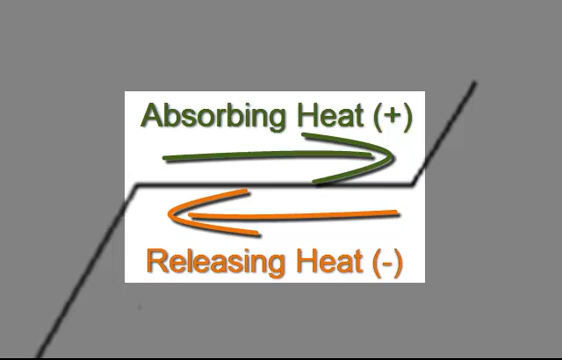 Absorbing Heat (+)
Releasing Heat (-)